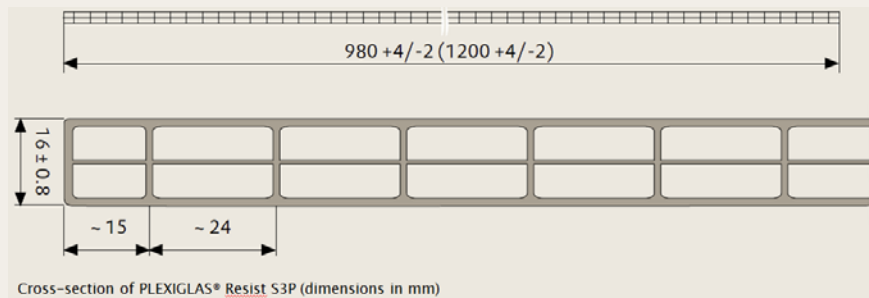 980 +4/-2 (1200 +4/-2)
16 ± 0.8
~ 15
~ 24
Cross-section of PLEXIGLAS® Resist S3P (dimensions in mm)